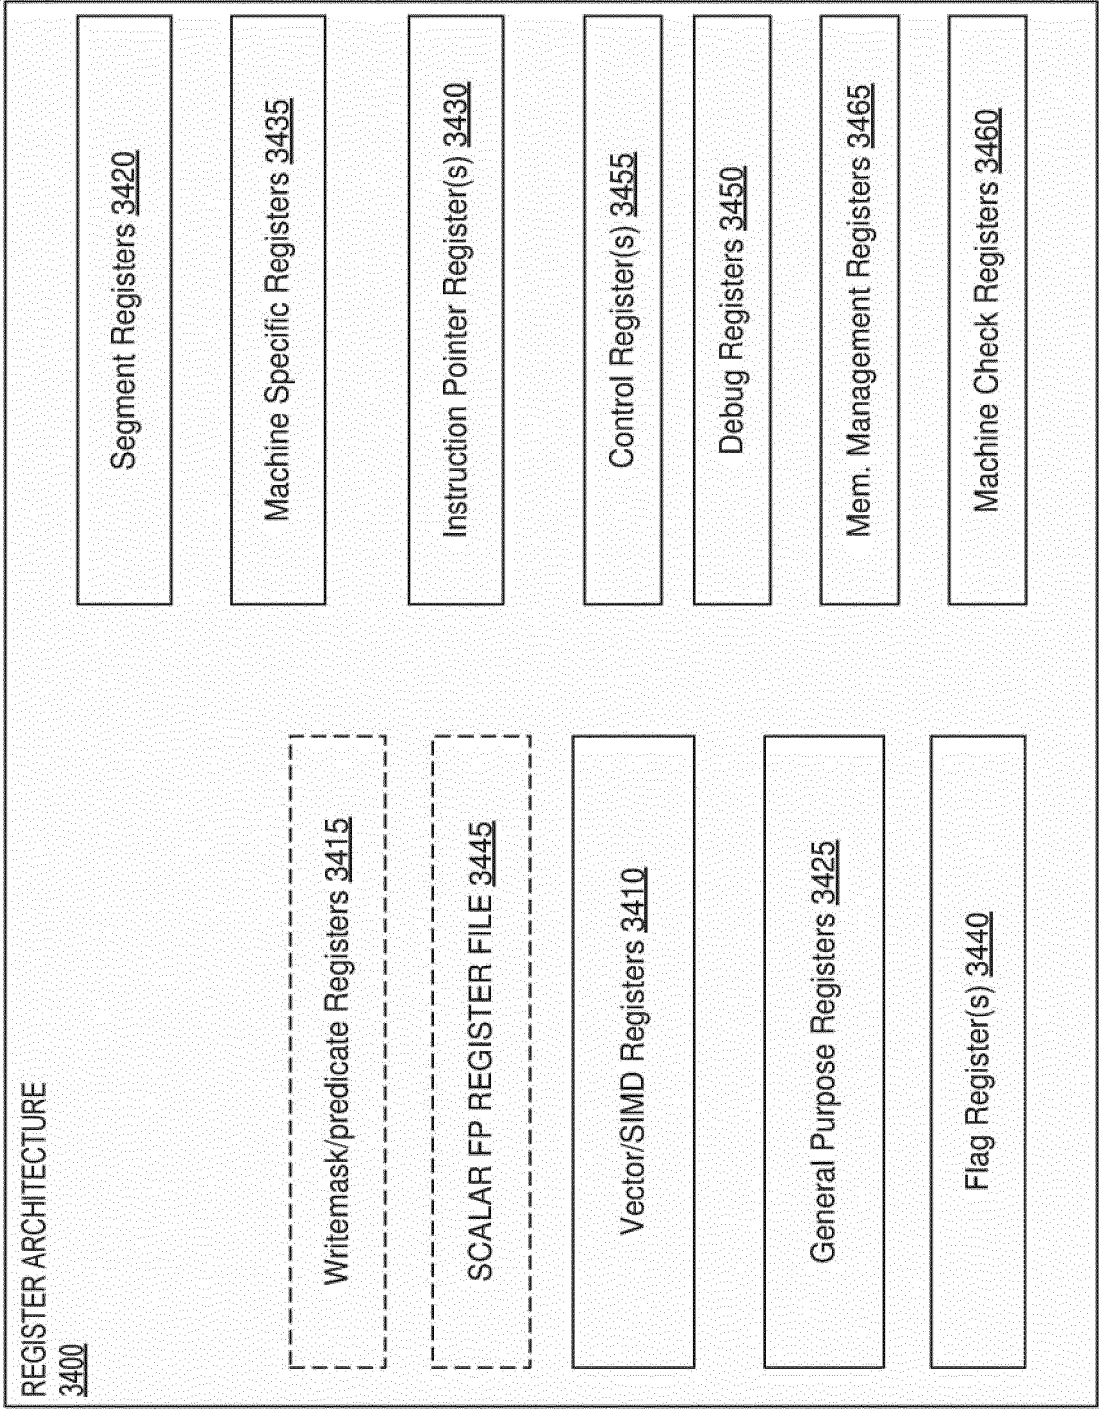 REGISTER ARCHITECTURE
3400
Writemask/predicate Registers 3415
SCALAR FP REGISTER FILE 3445
Vector/SIMD Registers 3410
General Purpose Registers 3425
Flag Register(s) 3440
Segment Registers 3420
Machine Specific Registers 3435
Instruction Pointer Register(s) 3430
Control Register(s) 3455
Debug Registers 3450
Mem. Management Registers 3465
Machine Check Registers 3460